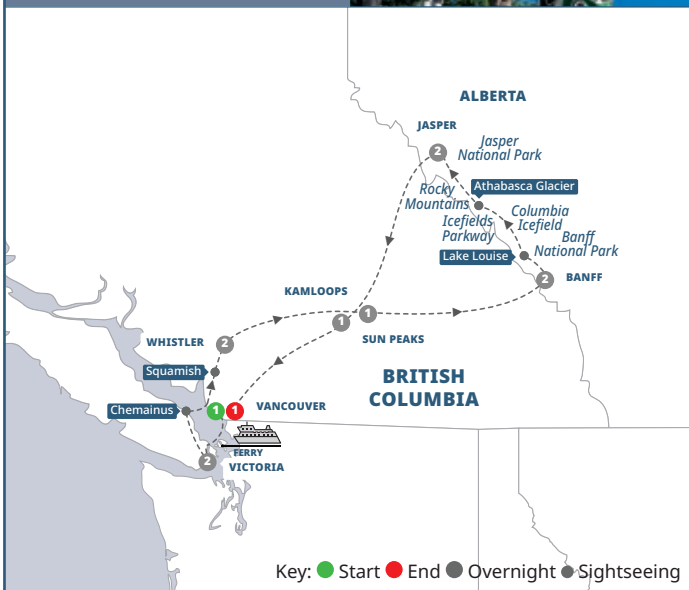 ALBERTA
JASPER
2
Jasper
National Park
Athabasca Glacier
Rocky
Mountains
Icefields
Parkway
Columbia
Icefield
Banff
National Park
Lake Louise
2
BANFF
KAMLOOPS
1
1
SUN PEAKS
WHISTLER
2
Squamish
BRITISH
COLUMBIA
Chemainus
1
1
VANCOUVER
FERRY
2
VICTORIA
Key: Start End Overnight Sightseeing